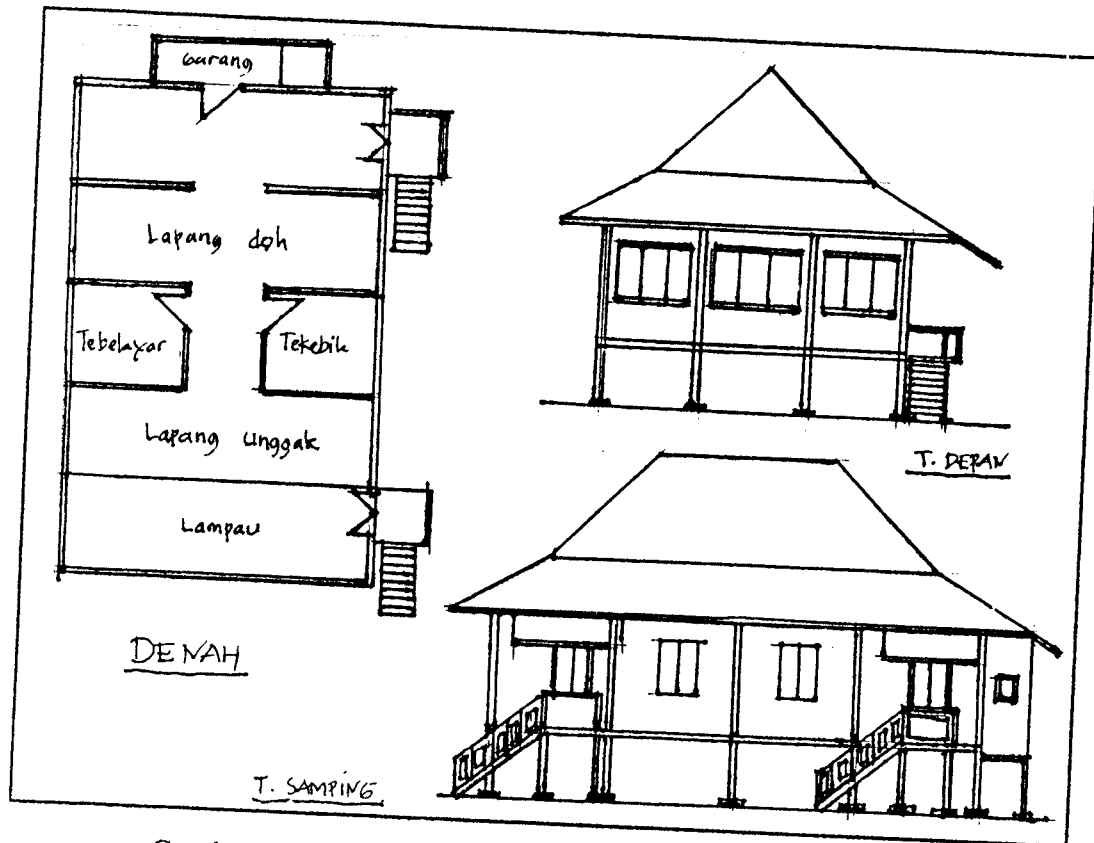 Garang
Lapang doh
Tebelayar
Tekebik
Lapang Unggak
Lampau
DENAH
T. DEPAN
T. SAMPING